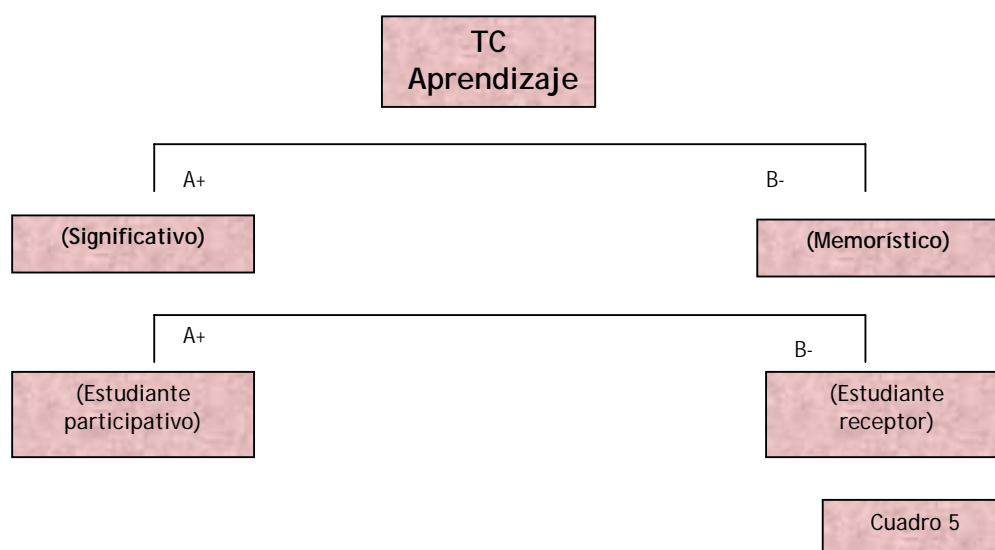 TC
Aprendizaje
A+
B-
(Significativo)
(Memorístico)
A+
B-
(Estudiante
participativo)
(Estudiante
receptor)
Cuadro 5